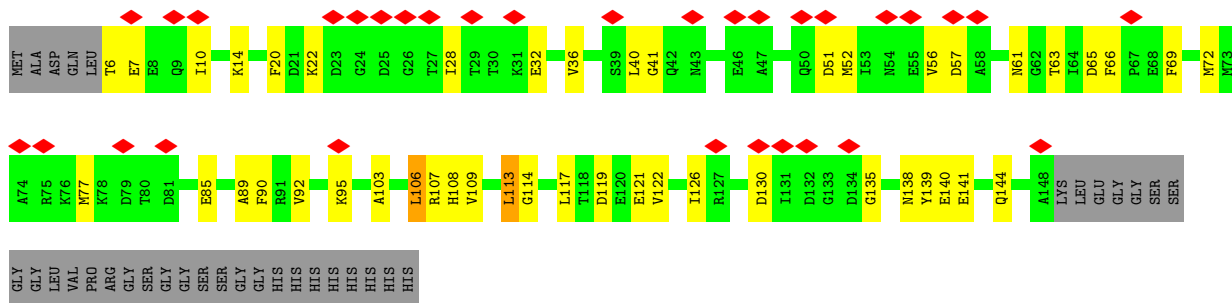 MET ALA ASP GLN LEU T6 E7 E8 Q9 I10 K14 F20 D21 K22 D23 G24 D25 G26 T27 I28 T29 T30 K31 E32 V36 S39 L40 G41 Q42 N43 E46 A47 Q50 D51 M52 I53 N54 E55 V56 D57 A58 N61 G62 T63 I64 D65 F66 P67 E68 F69 M72 M73
A74 R75 K76 M77 K78 D79 T80 D81 E85 A89 F90 R91 V92 K95 A103 L106 R107 H108 V109 L113 G114 L117 T118 D119 E120 E121 V122 I126 R127 D130 I131 D132 G133 D134 G135 N138 Y139 E140 E141 Q144 A148 LYS LEU GLU GLY GLY SER SER
GLY GLY LEU VAL PRO ARG GLY SER GLY GLY SER SER GLY GLY HIS HIS HIS HIS HIS HIS HIS HIS